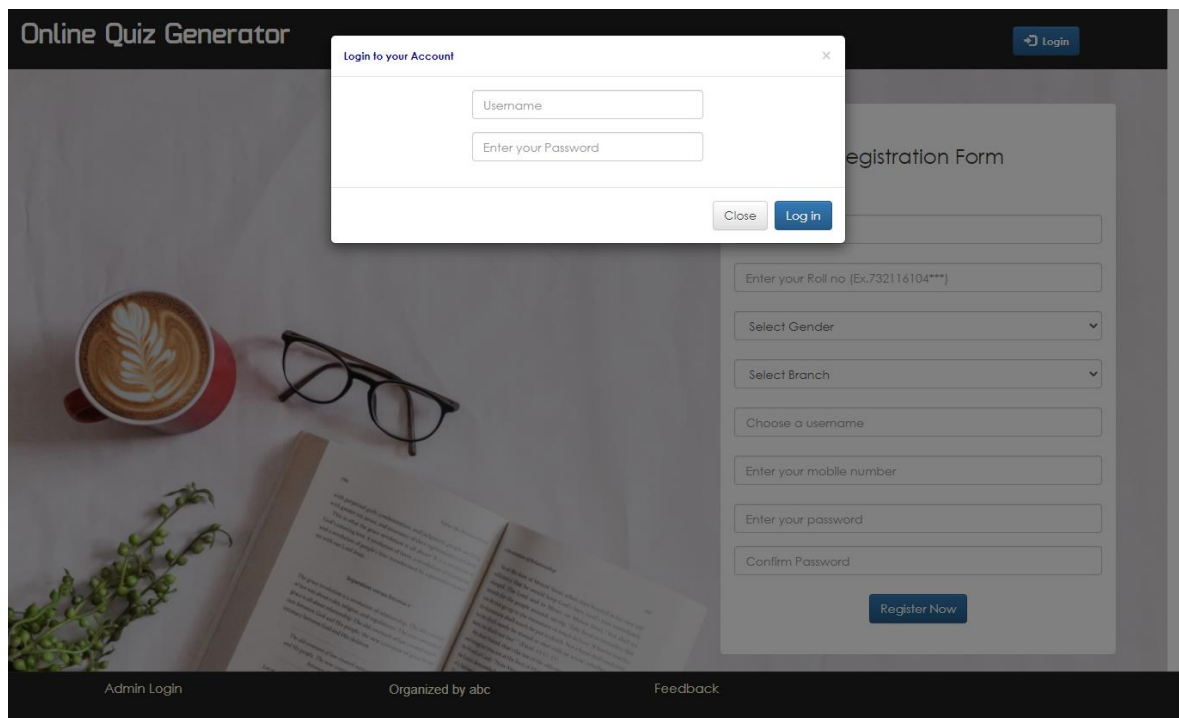 Online Quiz Generator
Login
Login to your Account
×
Username
Enter your Password
Close
Log in
egistration Form
Enter your Roll no (Ex.732116104***)
Select Gender
Select Branch
Choose a username
Enter your mobile number
Enter your password
Confirm Password
Register Now
Admin Login
Organized by abc
Feedback